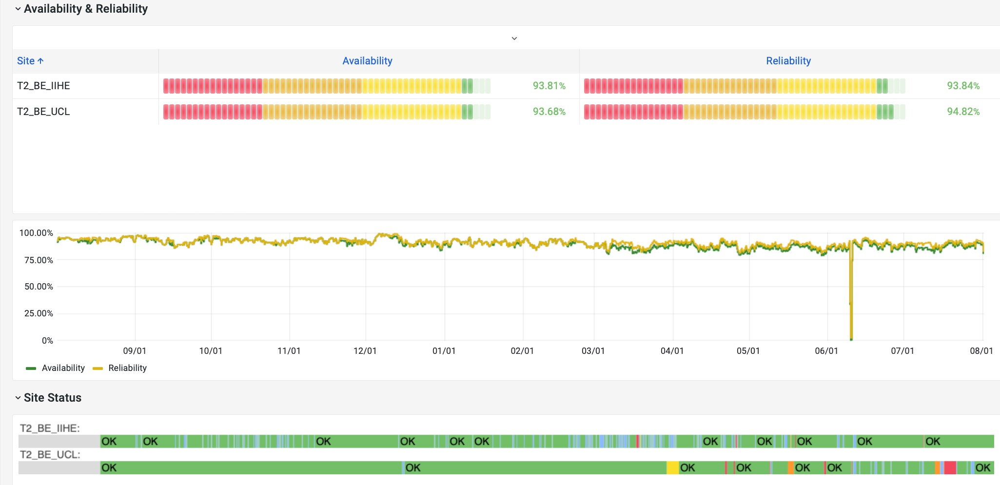 Availability & Reliability
Site Availability Reliability
T2_BE_IIHE 93.81% 93.84%
T2_BE_UCL 93.68% 94.82%
100.00%
75.00%
50.00%
25.00%
0%
09/01 10/01 11/01 12/01 01/01 02/01 03/01 04/01 05/01 06/01 07/01 08/01
Availability Reliability
Site Status
T2_BE_IIHE:
OK OK OK OK OK OK OK OK OK OK OK
T2_BE_UCL:
OK OK OK OK OK OK OK